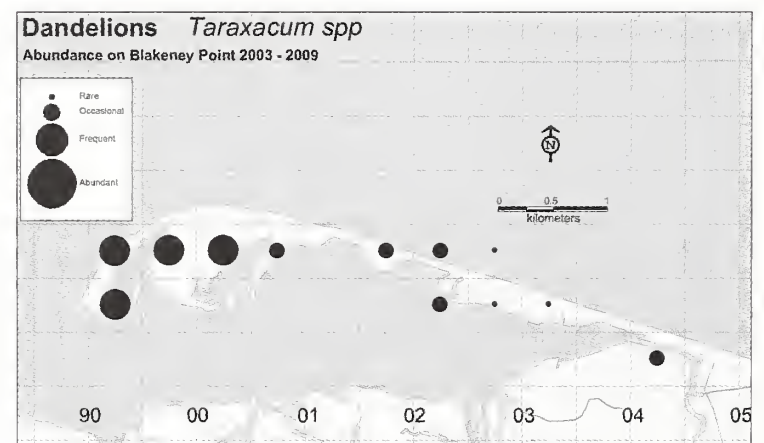 Dandelions Taraxacum spp
Abundance on Blakeney Point 2003 - 2009
Rare
Occasional
Frequent
Abundant
N
0 0.5 1
kilometers
90 00 01 02 03 04 05